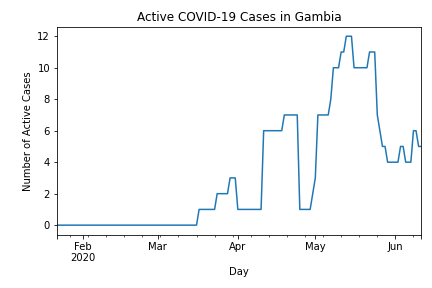 Active COVID-19 Cases in Gambia
12
10
8
6
4
2
0
Number of Active Cases
Feb
2020
Mar
Apr
May
Jun
Day